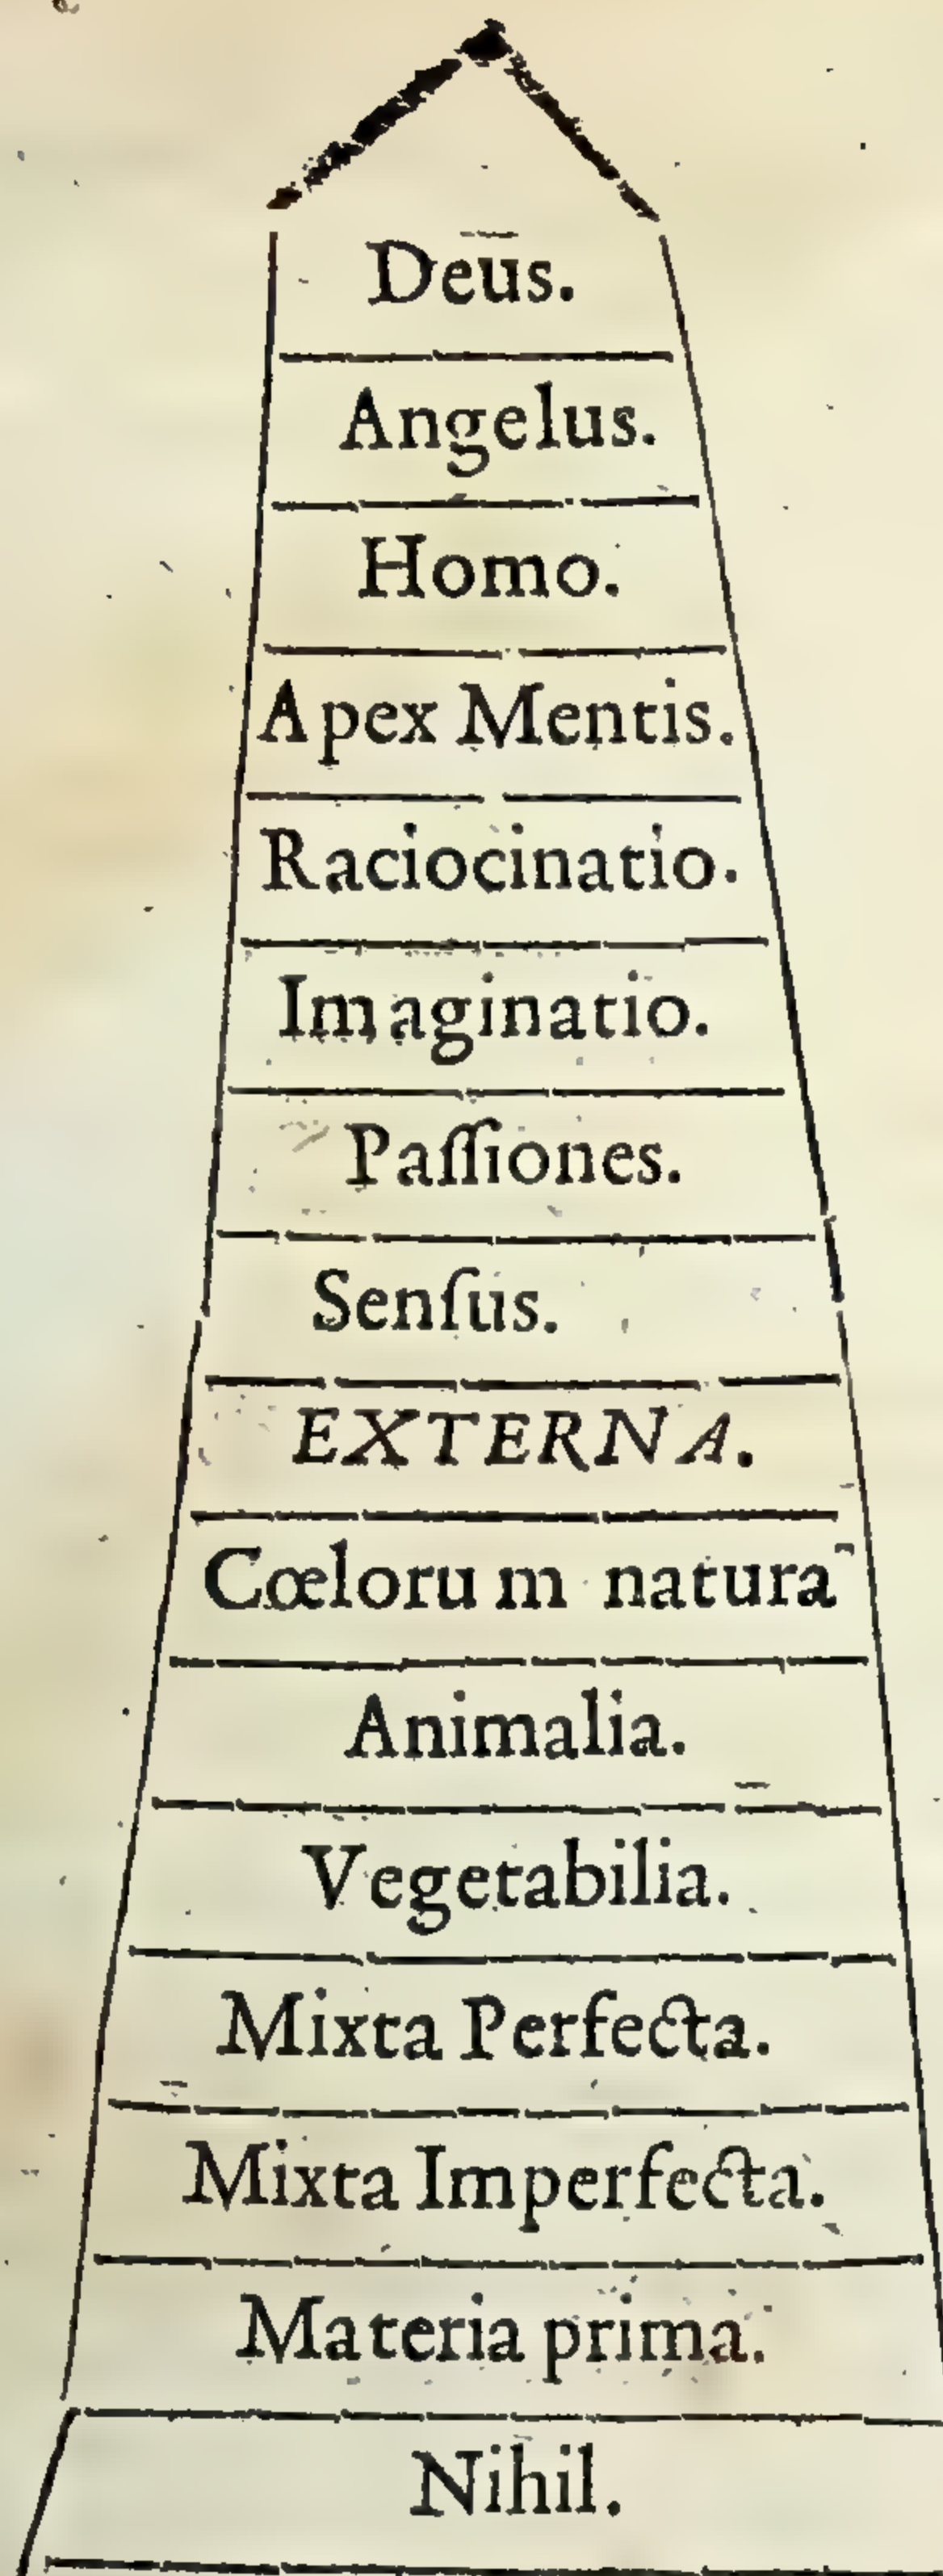 Deus.
Angelus.
Homo.
Apex Mentis.
Raciocinatio.
Imaginatio.
Paſſiones.
Senſus.
EXTERNA.
Cœlorum natura
Animalia.
Vegetabilia.
Mixta Perfecta.
Mixta Imperfecta.
Materia prima.
Nihil.